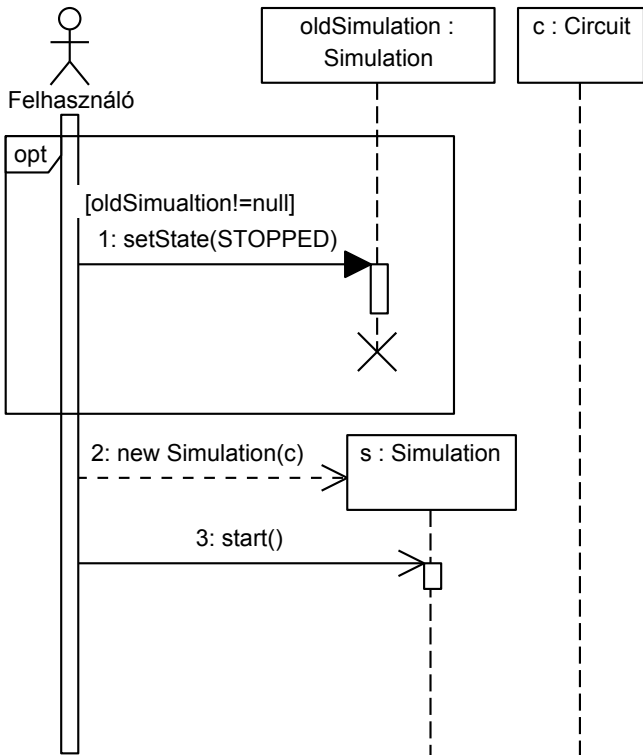 oldSimulation :
Simulation
c : Circuit
Felhasználó
opt
[oldSimualtion!=null]
1: setState(STOPPED)
2: new Simulation(c)
s : Simulation
3: start()